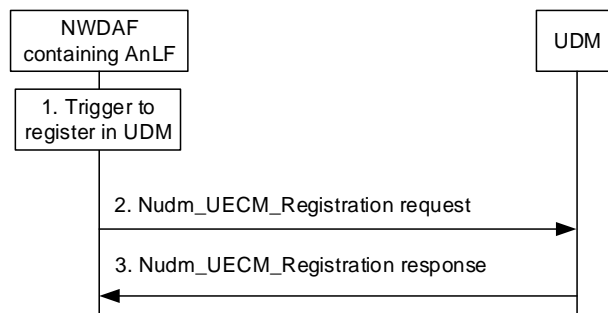 NWDAF
containing AnLF
UDM
1. Trigger to
register in UDM
2. Nudm_UECM_Registration request
3. Nudm_UECM_Registration response